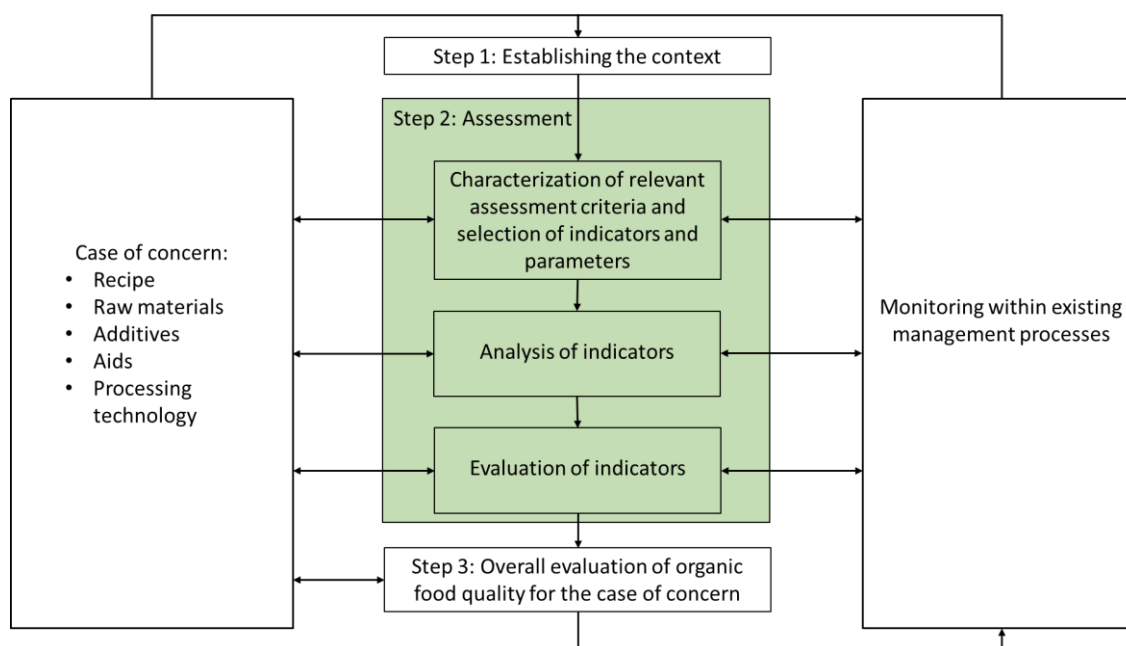 Step 1: Establishing the context
Step 2: Assessment
Characterization of relevant
assessment criteria and
selection of indicators and
parameters
Case of concern:
• Recipe
• Raw materials
• Additives
• Aids
• Processing
technology
Analysis of indicators
Monitoring within existing
management processes
Evaluation of indicators
Step 3: Overall evaluation of organic
food quality for the case of concern